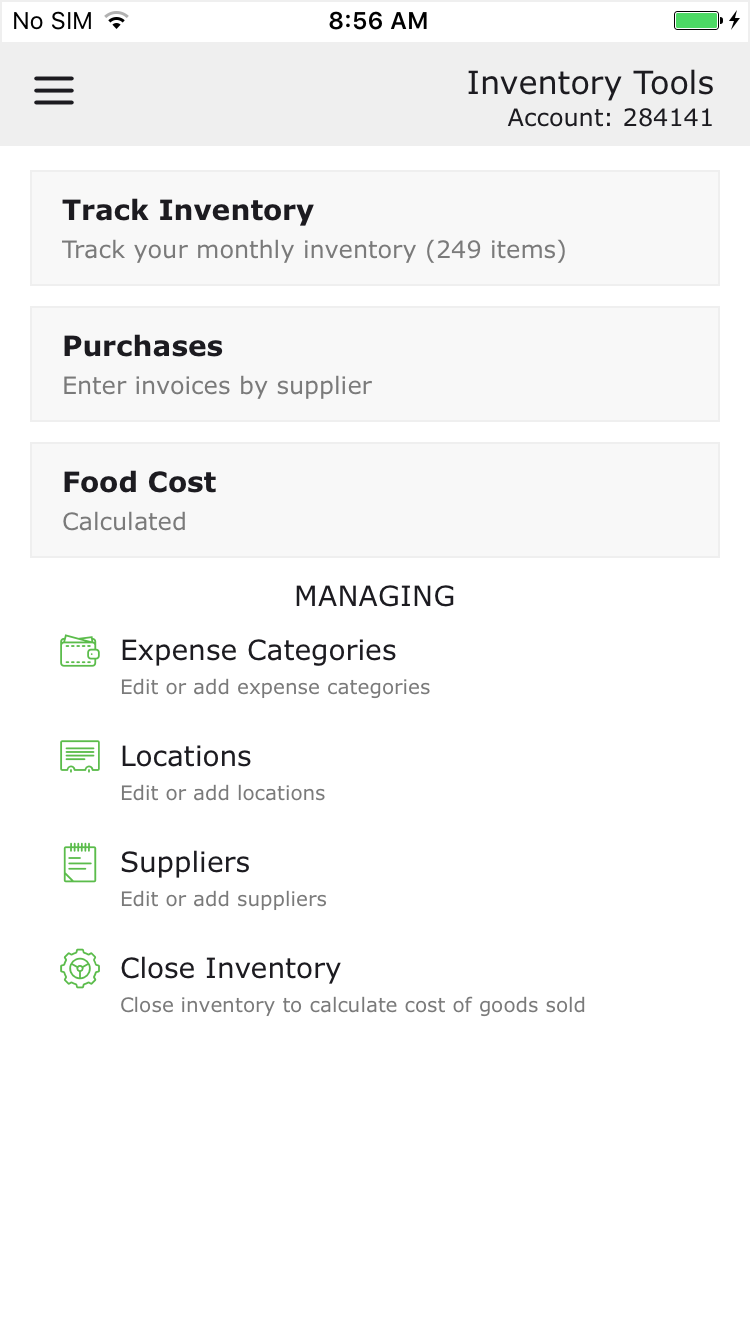 No SIM 8:56 AM
Inventory Tools
Account: 284141
Track Inventory
Track your monthly inventory (249 items)
Purchases
Enter invoices by supplier
Food Cost
Calculated
MANAGING
Expense Categories
Edit or add expense categories
Locations
Edit or add locations
Suppliers
Edit or add suppliers
Close Inventory
Close inventory to calculate cost of goods sold